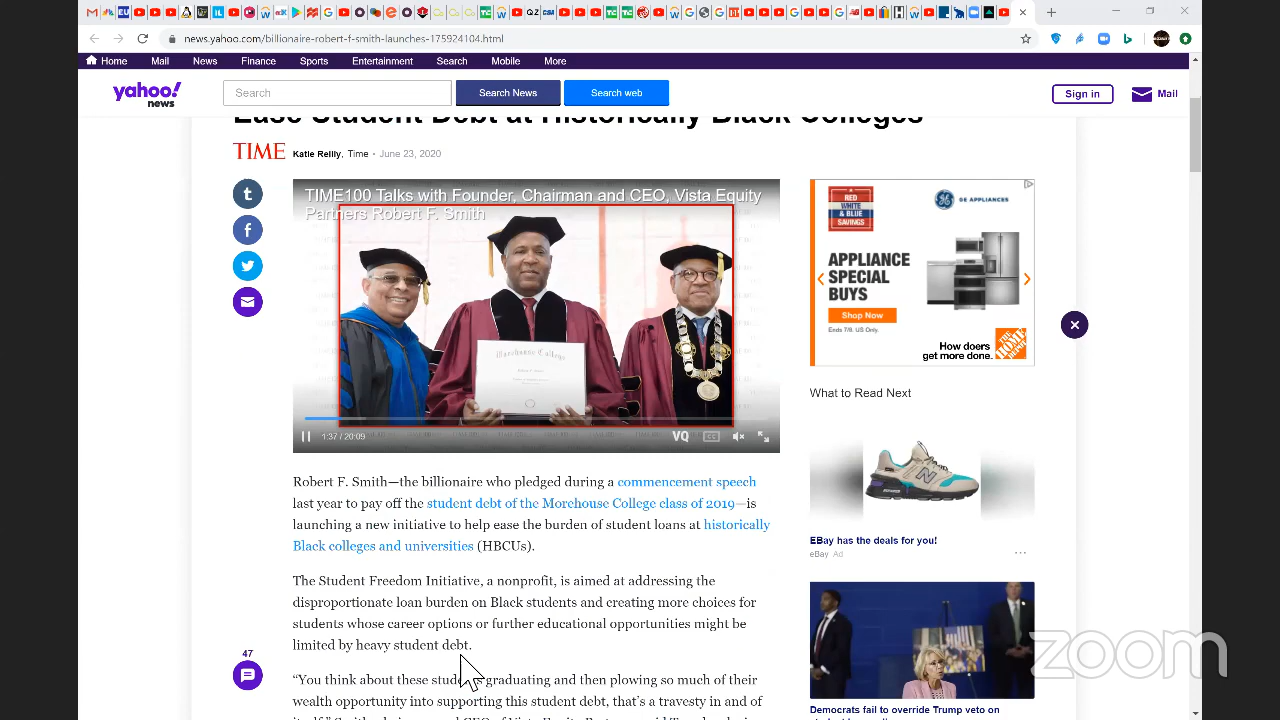 news.yahoo.com/billionaire-robert-f-smith-launches-175924104.html
Home Mail News Finance Sports Entertainment Search Mobile More
yahoo!
news
Search
Search News
Search web
Sign in
Mail
Ease Student Debt at Historically Black Colleges
TIME
Katie Reilly, Time • June 23, 2020
TIME100 Talks with Founder, Chairman and CEO, Vista Equity
Partners Robert F. Smith
Morehouse College
1:37 / 20:09
VQ
CC
Robert F. Smith—the billionaire who pledged during a commencement speech
last year to pay off the student debt of the Morehouse College class of 2019—is
launching a new initiative to help ease the burden of student loans at historically
Black colleges and universities (HBCUs).
The Student Freedom Initiative, a nonprofit, is aimed at addressing the
disproportionate loan burden on Black students and creating more choices for
students whose career options or further educational opportunities might be
limited by heavy student debt.
47
“You think about these students graduating and then plowing so much of their
wealth opportunity into supporting this student debt, that’s a travesty in and of
RED
WHITE
& BLUE
SAVINGS
GE APPLIANCES
APPLIANCE
SPECIAL
BUYS
Shop Now
Ends 7/9. US Only.
How doers
get more done.
THE HOME DEPOT
What to Read Next
EBay has the deals for you!
eBay Ad
Democrats fail to override Trump veto on
zoom